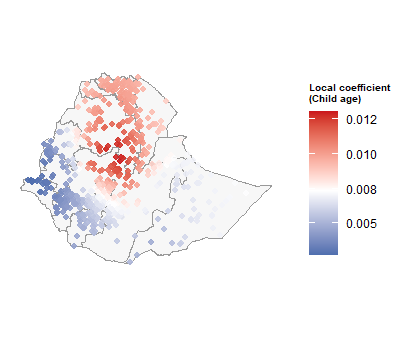 Local coefficient
(Child age)
0.012
0.010
0.008
0.005